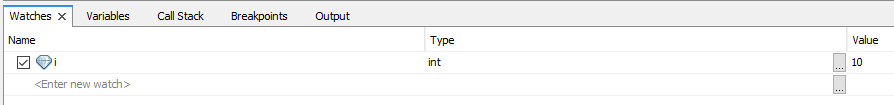 Watches Variables Call Stack Breakpoints Output
Name Type Value
i int ... 10
<Enter new watch> ...